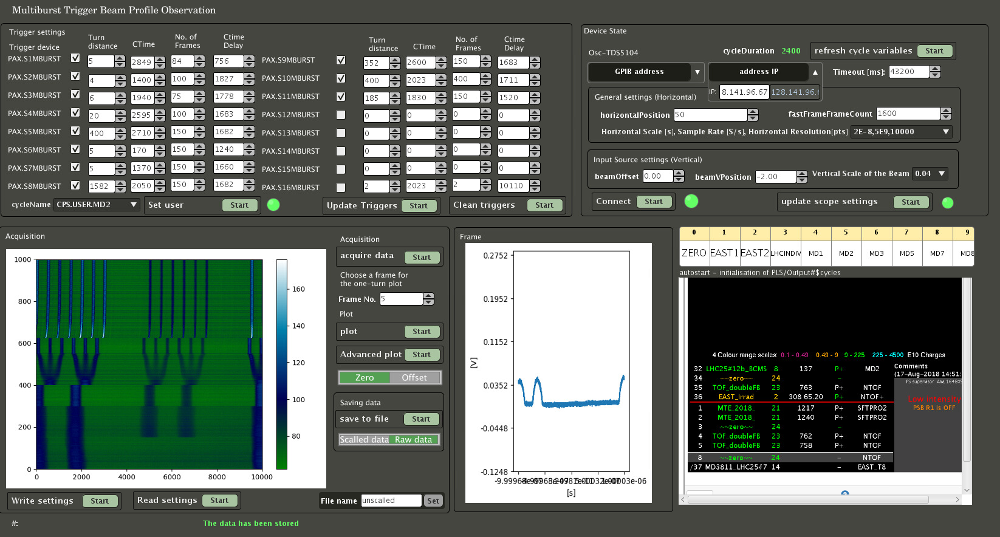 Multiburst Trigger Beam Profile Observation
Trigger settings
Trigger device
Turn distance
CTime
No. of Frames
Ctime Delay
PAX.S1MBURST 5 2849 84 756
PAX.S2MBURST 4 1400 100 1827
PAX.S3MBURST 6 1940 75 1778
PAX.S4MBURST 20 2595 100 1683
PAX.S5MBURST 400 2710 150 1682
PAX.S6MBURST 5 170 150 1240
PAX.S7MBURST 5 1370 150 1660
PAX.S8MBURST 1582 2050 150 1682
Turn distance
CTime
No. of Frames
Ctime Delay
PAX.S9MBURST 352 2600 150 1683
PAX.S10MBURST 400 2023 400 1711
PAX.S11MBURST 185 1830 150 1520
PAX.S12MBURST 0 0 0 0
PAX.S13MBURST 0 0 0 0
PAX.S14MBURST 0 0 0 0
PAX.S15MBURST 0 0 0 0
PAX.S16MBURST 2 2023 2 10110
cycleName CPS.USER.MD2 Set user Start
Update Triggers Start Clean triggers Start
Device State
Osc-TDS5104 cycleDuration 2400 refresh cycle variables Start
GPIB address address IP Timeout [ms]: 43200
IP: 8.141.96.67 128.141.96.
General settings (Horizontal)
horizontalPosition 50 fastFrameFrameCount 1600
Horizontal Scale [s], Sample Rate [S/s], Horizontal Resolution[pts] 2E-8,5E9,10000
Input Source settings (Vertical)
beamOffset 0.00 beamVPosition -2.00 Vertical Scale of the Beam 0.04
Connect Start update scope settings Start
Acquisition
1000
800
600
400
200
0
0 2000 4000 6000 8000 10000
160
140
120
100
80
Acquisition
acquire data Start
Choose a frame for
the one-turn plot
Frame No. 5
Plot
plot Start
Advanced plot Start
Zero Offset
Saving data
save to file Start
Scalled data Raw data
Write settings Start Read settings Start
File name unscalled Set
Frame
0.2752
0.1952
0.1152
0.0352
-0.0448
-0.1248
[V]
[s]
0 1 2 3 4 5 6 7 8 9
ZERO EAST1 EAST2 LHCINDIV MD1 MD2 MD3 MD5 MD7 MD8
autostart - initialisation of PLS/Output#$cycles
4 Colour range scales: 0.1 - 0.49 0.49 - 9 9 - 225 225 - 4500 E10 Charges
32 LHC25#12b_BCMS 8 137 P+ MD2
34 ~~zero~~ 24 -
35 TOF_doubleFB 23 763 P+ NTOF
36 EAST_Irrad 2 308 65.20 P+ NTOF+
1 MTE_2018_ 21 1217 P+ SFTPRO2
2 MTE_2018_ 21 1240 P+ SFTPRO2
3 ~~zero~~ 24 -
4 TOF_doubleFB 23 762 P+ NTOF
5 TOF_doubleFB 23 758 P+ NTOF
8 ~~zero~~ 24 - NTOF
/37 MD3811_LHC25#7 14 - EAST_T8
Comments
(17-Aug-2018 14:51:
PS supervisor: Ana 164805
Low intensity
PSB R1 is OFF
#: The data has been stored